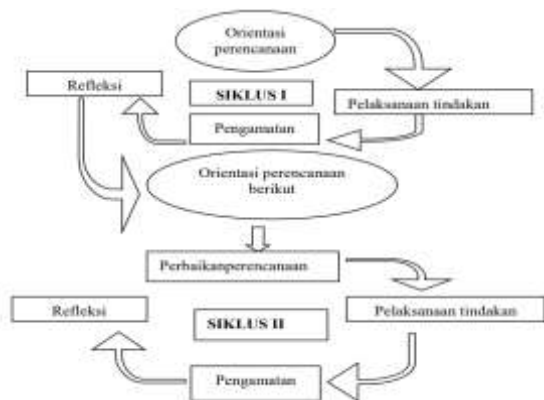 Orientasi
perencanaan
Refleksi
SIKLUS I
Pelaksanaan tindakan
Pengamatan
Orientasi perencanaan
berikut
Perbaikanperencanaan
Refleksi
SIKLUS II
Pelaksanaan tindakan
Pengamatan